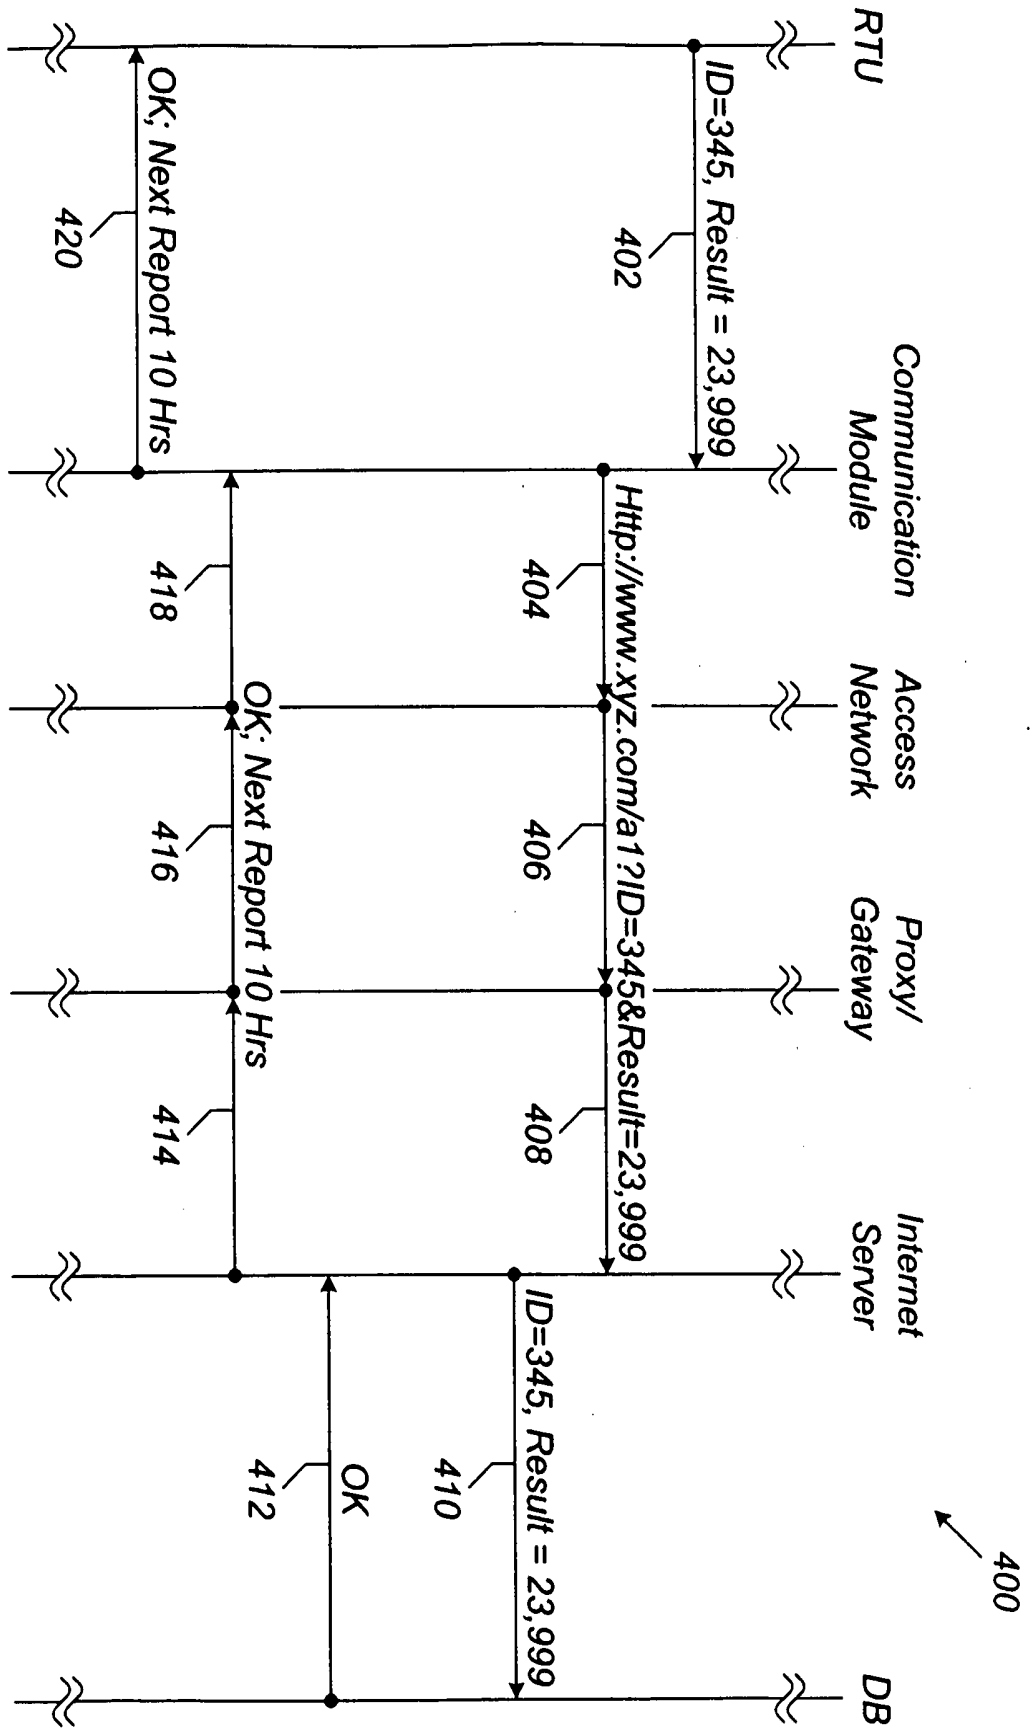 400
RTU
Communication
Module
Access
Network
Proxy/
Gateway
Internet
Server
DB
ID=345, Result = 23,999
402
Http://www.xyz.com/a1?ID=345&Result=23,999
404
406
408
ID=345, Result = 23,999
410
OK
412
OK; Next Report 10 Hrs
418
416
414
OK; Next Report 10 Hrs
420